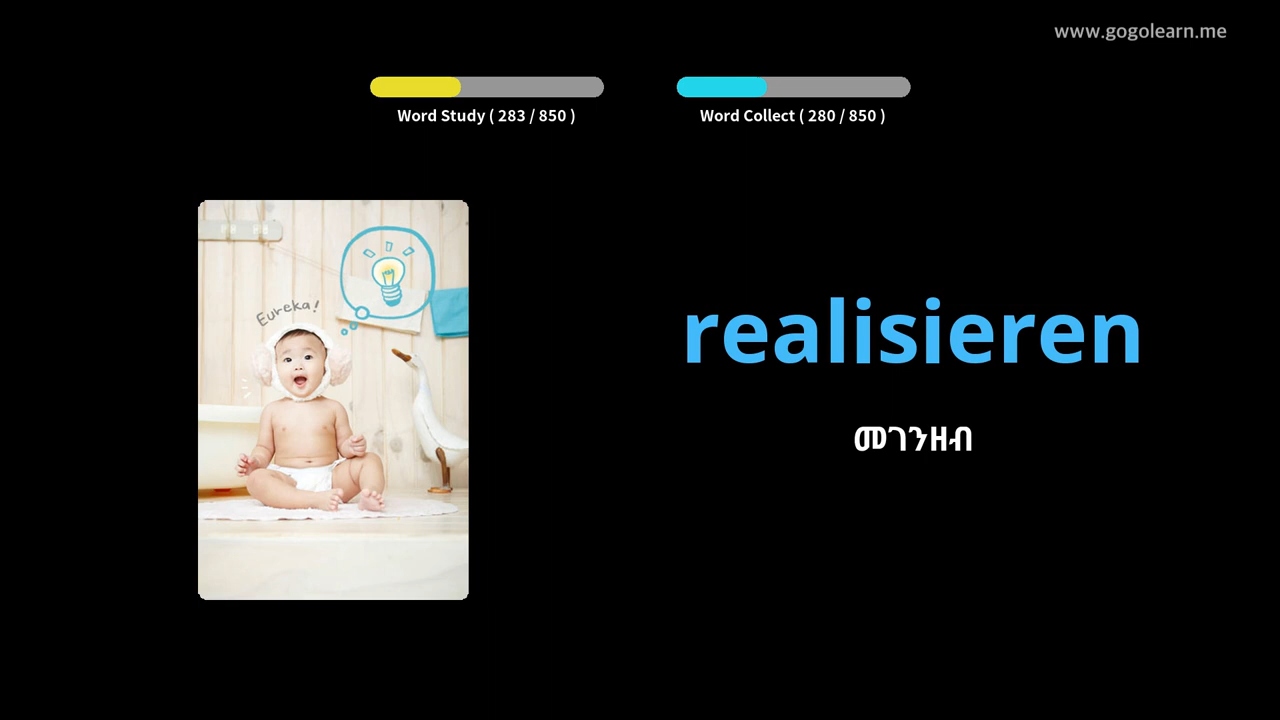 www.gogolearn.me
Word Study ( 283 / 850 )
Word Collect ( 280 / 850 )
Eureka!
realisieren
መገንዘብ